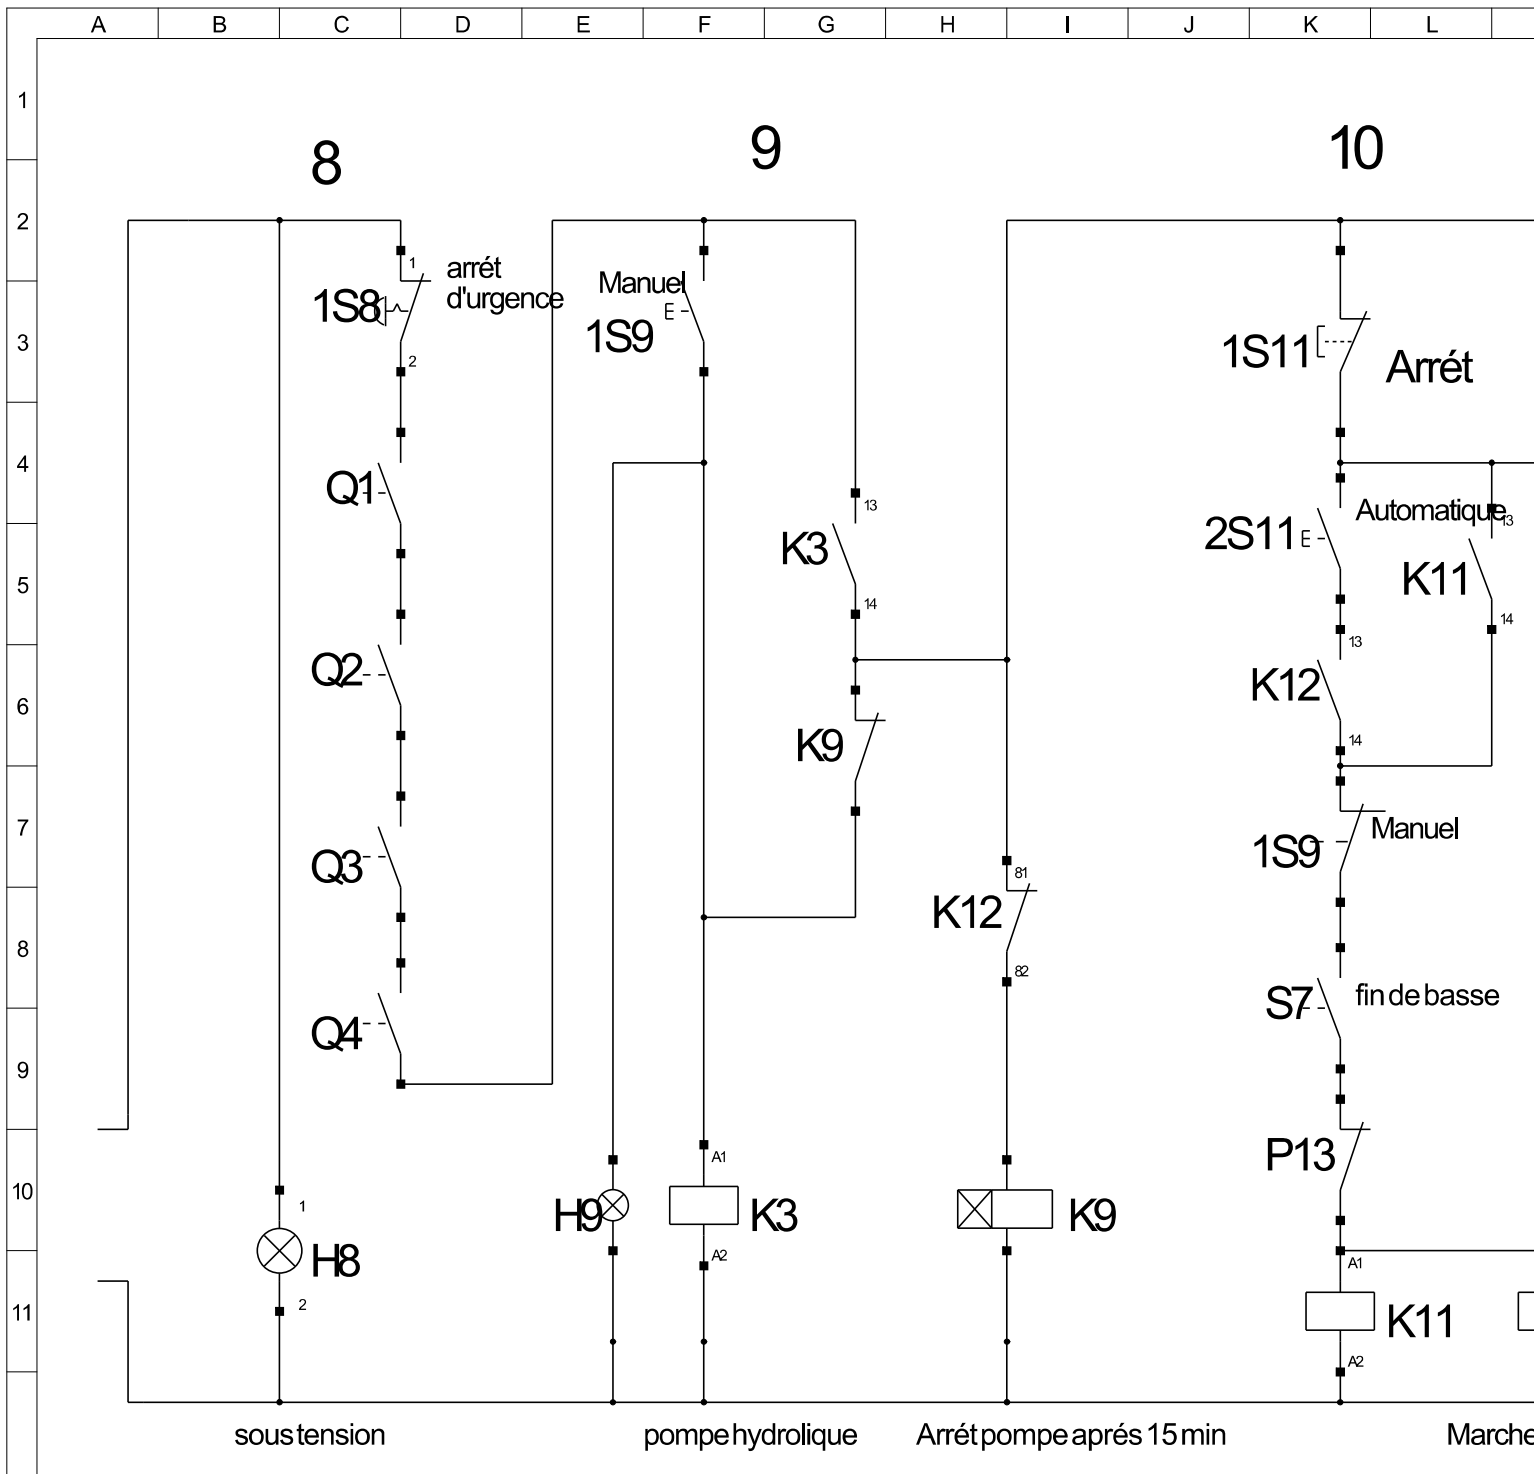 A B C D E F G H I J K L
1
8 9 10
2
1
arrét
d'urgence
1S8
2
Manuel
1S9
3
1S11
Arrét
4
Q1
13
K3
14
Automatique
2S11
13
K11
14
5
Q2
13
K12
14
6
K9
7
Q3
Manuel
1S9
81
K12
82
8
Q4
fin de basse
S7
9
P13
10
1
H8
2
H9
A1
K3
A2
K9
A1
K11
A2
11
sous tension
pompe hydrolique
Arrét pompe aprés 15 min
Marche